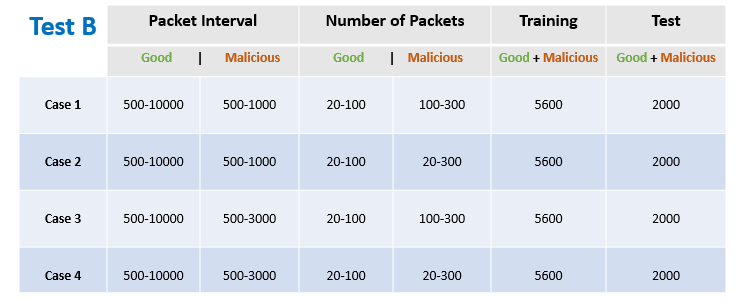 Test B Packet Interval Number of Packets Training Test
Good | Malicious Good | Malicious Good + Malicious Good + Malicious
Case 1 500-10000 500-1000 20-100 100-300 5600 2000
Case 2 500-10000 500-1000 20-100 20-300 5600 2000
Case 3 500-10000 500-3000 20-100 100-300 5600 2000
Case 4 500-10000 500-3000 20-100 20-300 5600 2000